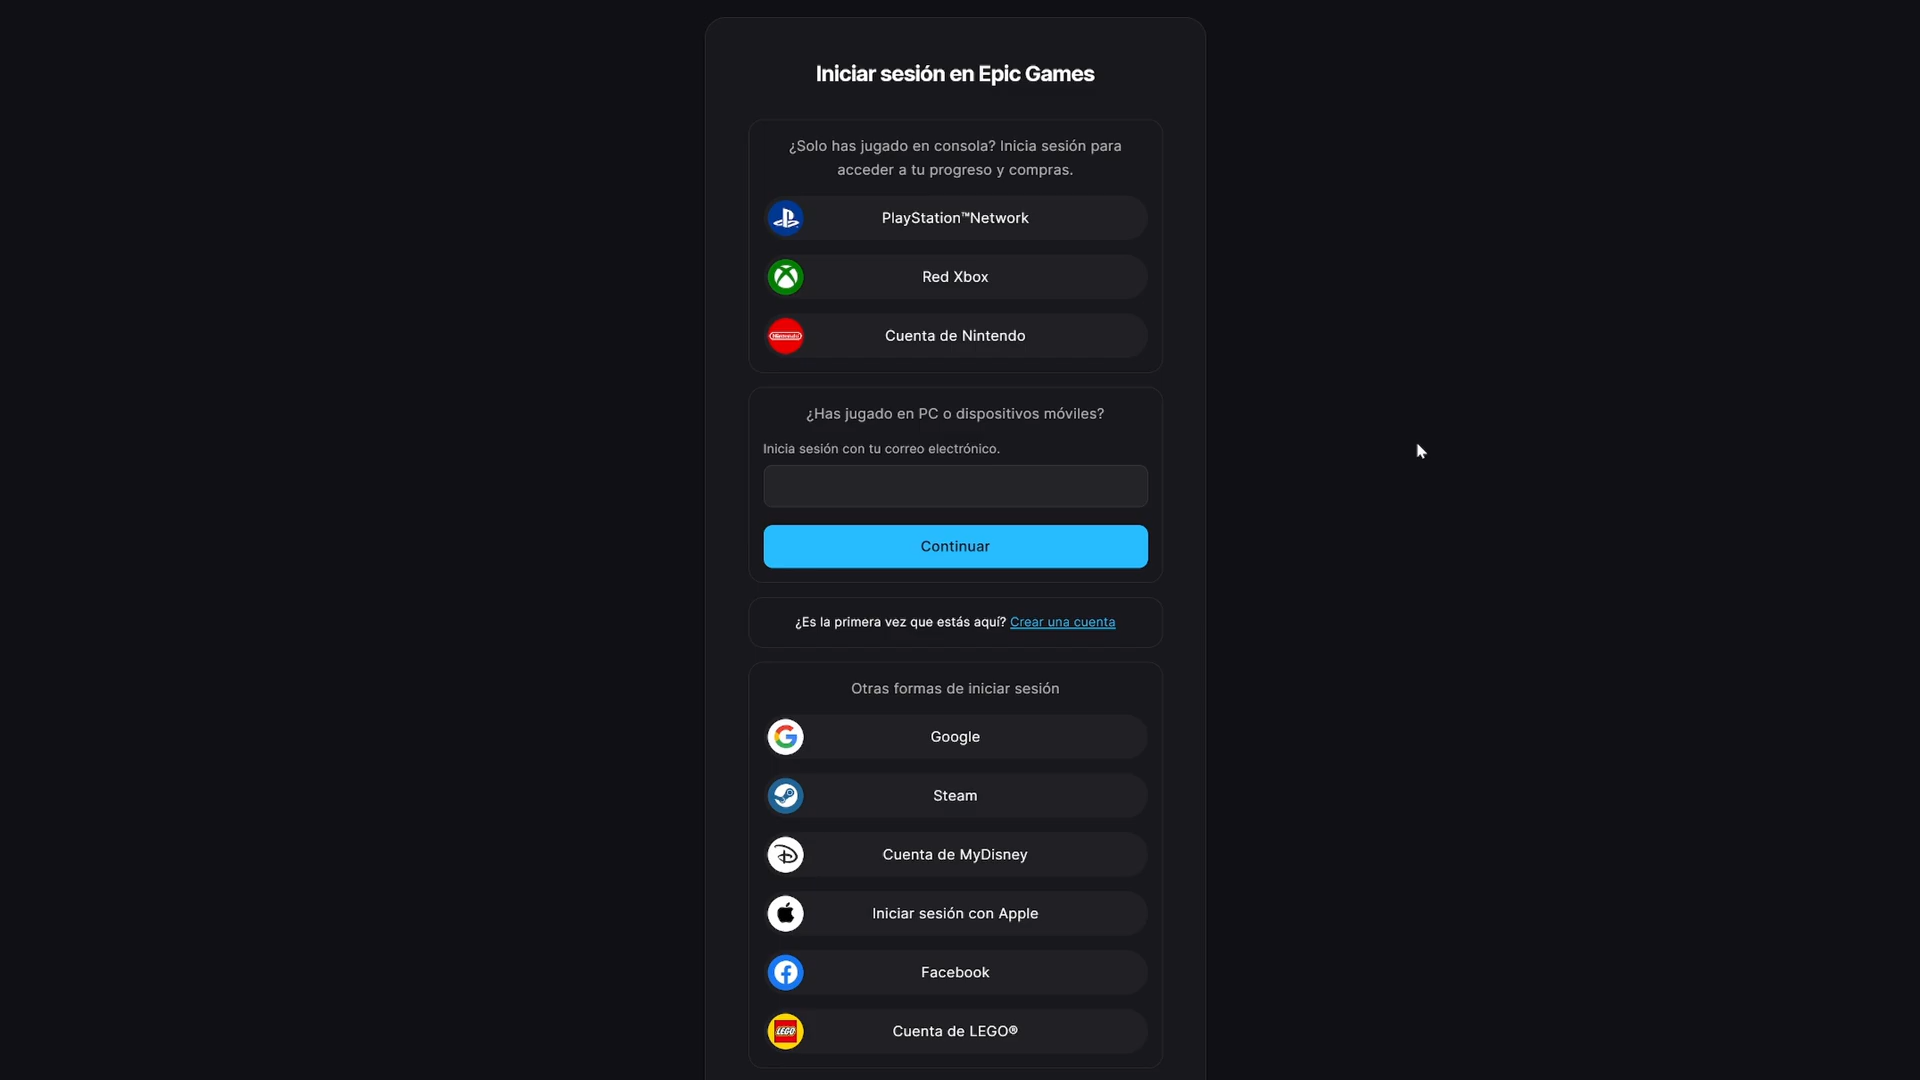 Iniciar sesión en Epic Games
¿Solo has jugado en consola? Inicia sesión para
acceder a tu progreso y compras.
PlayStation™Network
Red Xbox
Nintendo
Cuenta de Nintendo
¿Has jugado en PC o dispositivos móviles?
Inicia sesión con tu correo electrónico.
Continuar
¿Es la primera vez que estás aquí? Crear una cuenta
Otras formas de iniciar sesión
Google
Steam
Cuenta de MyDisney
Iniciar sesión con Apple
Facebook
LEGO
Cuenta de LEGO®